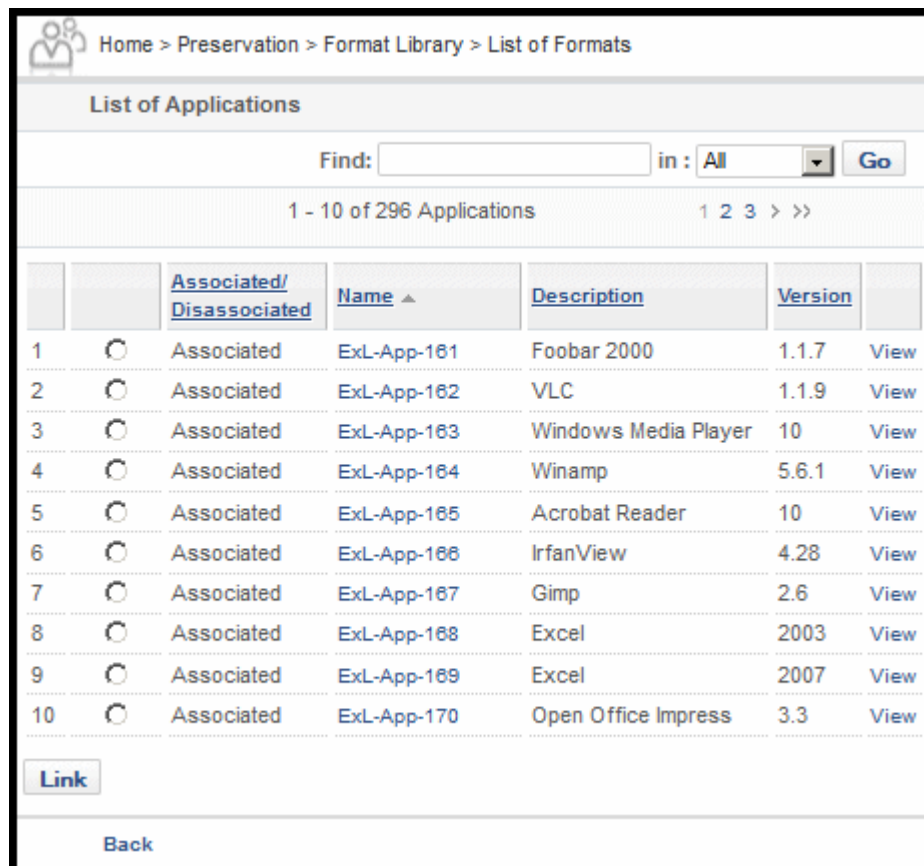 Home > Preservation > Format Library > List of Formats
List of Applications
Find: in : All Go
1 - 10 of 296 Applications 1 2 3 > >>
Associated/ Disassociated Name Description Version
1 Associated ExL-App-161 Foobar 2000 1.1.7 View
2 Associated ExL-App-162 VLC 1.1.9 View
3 Associated ExL-App-163 Windows Media Player 10 View
4 Associated ExL-App-164 Winamp 5.6.1 View
5 Associated ExL-App-165 Acrobat Reader 10 View
6 Associated ExL-App-166 IrfanView 4.28 View
7 Associated ExL-App-167 Gimp 2.6 View
8 Associated ExL-App-168 Excel 2003 View
9 Associated ExL-App-169 Excel 2007 View
10 Associated ExL-App-170 Open Office Impress 3.3 View
Link
Back